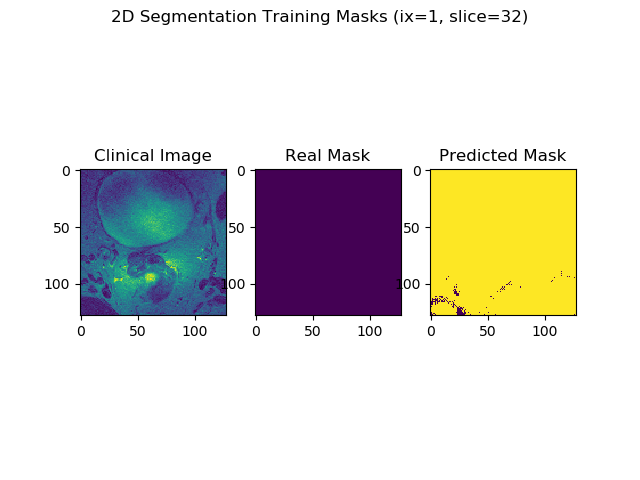 2D Segmentation Training Masks (ix=1, slice=32)
Clinical Image Real Mask Predicted Mask
0 0 0
50 50 50
100 100 100
0 50 100 0 50 100 0 50 100